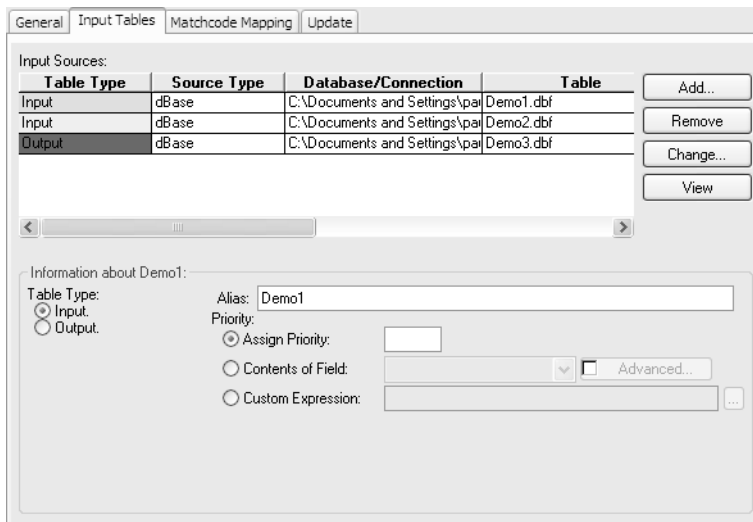 General Input Tables Matchcode Mapping Update
Input Sources:
Table Type Source Type Database/Connection Table
Input dBase C:\Documents and Settings\pau Demo1.dbf
Input dBase C:\Documents and Settings\pau Demo2.dbf
Output dBase C:\Documents and Settings\pau Demo3.dbf
Add...
Remove
Change...
View
Information about Demo1:
Table Type:
Input.
Output.
Alias: Demo1
Priority:
Assign Priority:
Contents of Field: Advanced...
Custom Expression: ...